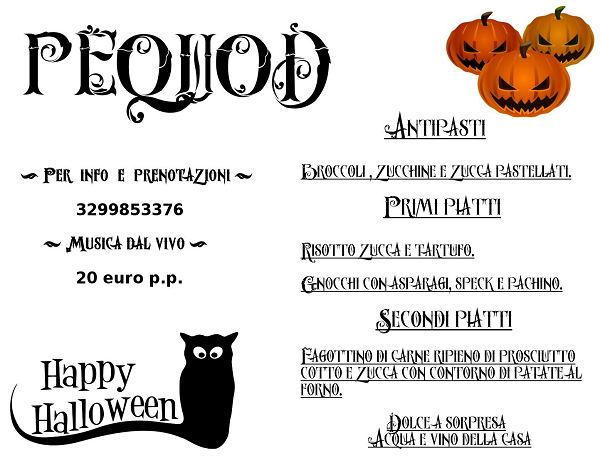 PEQUOD
Per info e prenotazioni
3299853376
Musica dal vivo
20 euro p.p.
Happy
Halloween
Antipasti
Broccoli , zucchine e zucca pastellati.
Primi piatti
Risotto zucca e tartufo.
Gnocchi con asparagi, speck e pachino.
Secondi piatti
Fagottino di carne ripieno di prosciutto
cotto e zucca con contorno di patate al
forno.
Dolce a sorpresa
Acqua e vino della casa